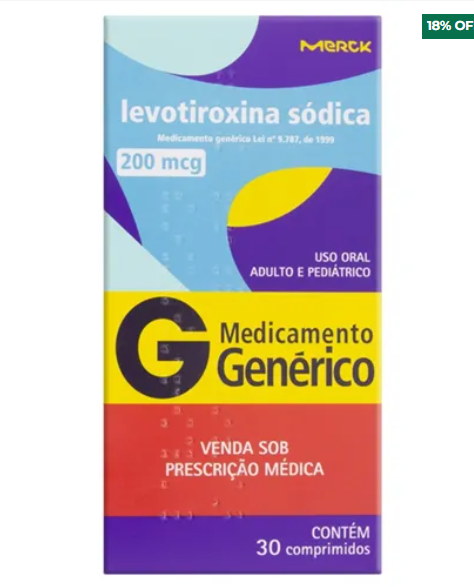 18% OF
MERCK
levotiroxina sódica
Medicamento genérico Lei nº 9.787, de 1999
200 mcg
USO ORAL
ADULTO E PEDIÁTRICO
G Medicamento
Genérico
VENDA SOB
PRESCRIÇÃO MÉDICA
CONTÉM
30 comprimidos